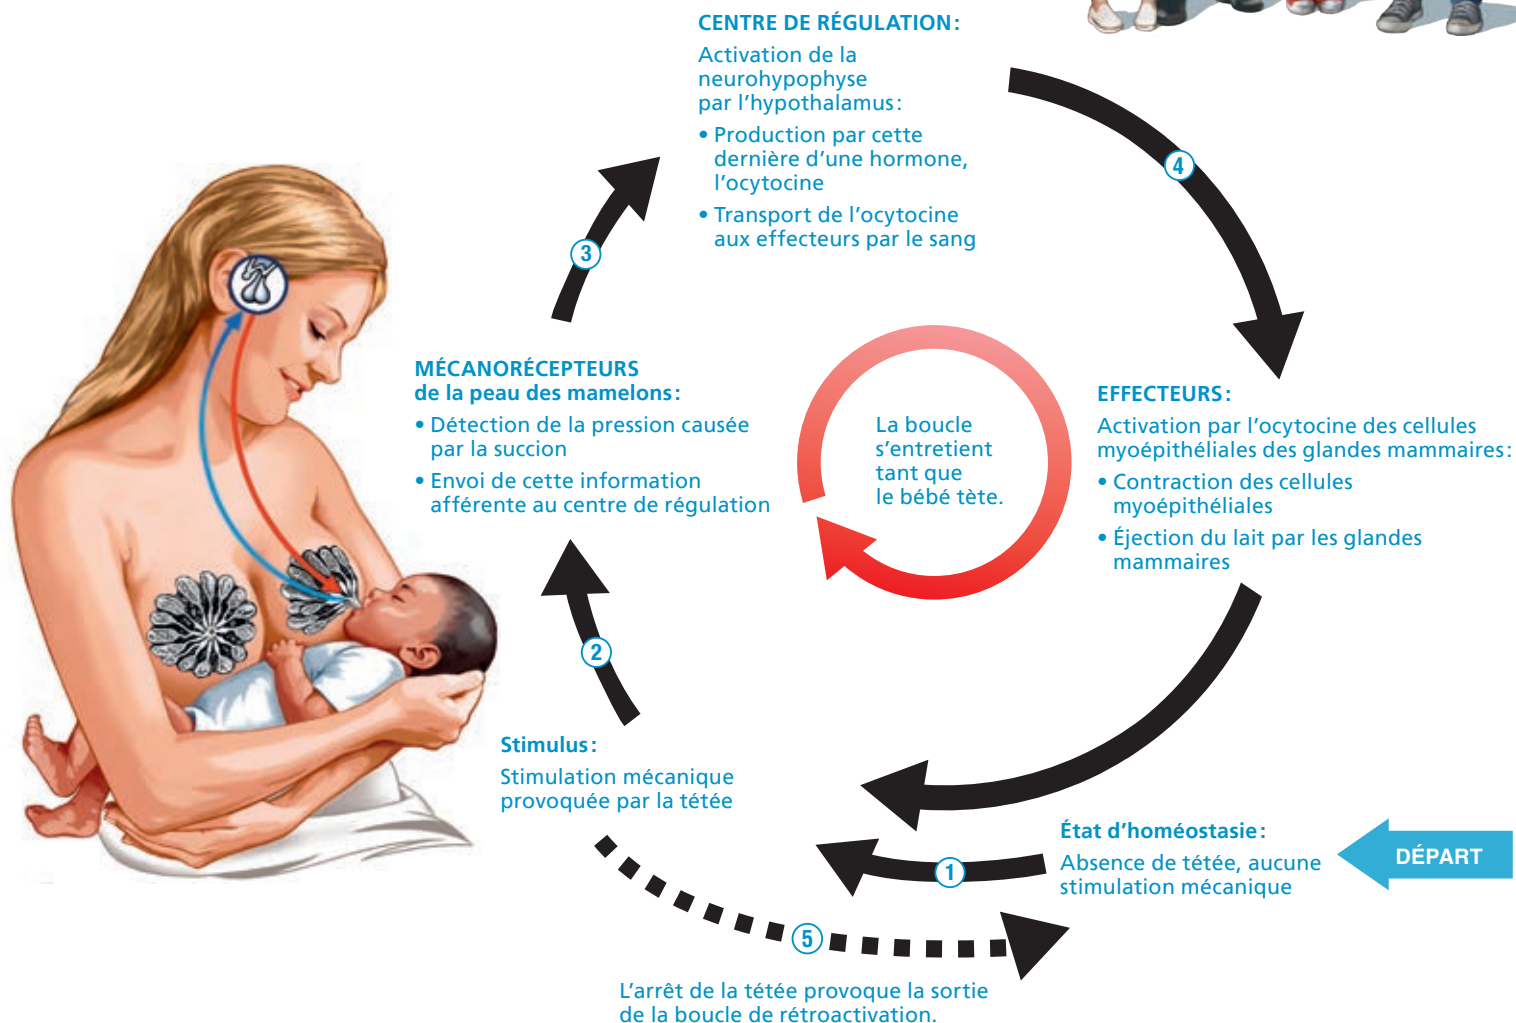 CENTRE DE RÉGULATION :
Activation de la
neurohypophyse
par l’hypothalamus :
• Production par cette
dernière d’une hormone,
l’ocytocine
• Transport de l’ocytocine
aux effecteurs par le sang
4
3
MÉCANORÉCEPTEURS
de la peau des mamelons :
• Détection de la pression causée
par la succion
• Envoi de cette information
afférente au centre de régulation
La boucle
s’entretient
tant que
le bébé tète.
EFFECTEURS :
Activation par l’ocytocine des cellules
myoépithéliales des glandes mammaires :
• Contraction des cellules
myoépithéliales
• Éjection du lait par les glandes
mammaires
2
Stimulus :
Stimulation mécanique
provoquée par la tétée
État d’homéostasie :
Absence de tétée, aucune
stimulation mécanique
DÉPART
1
5
L’arrêt de la tétée provoque la sortie
de la boucle de rétroactivation.